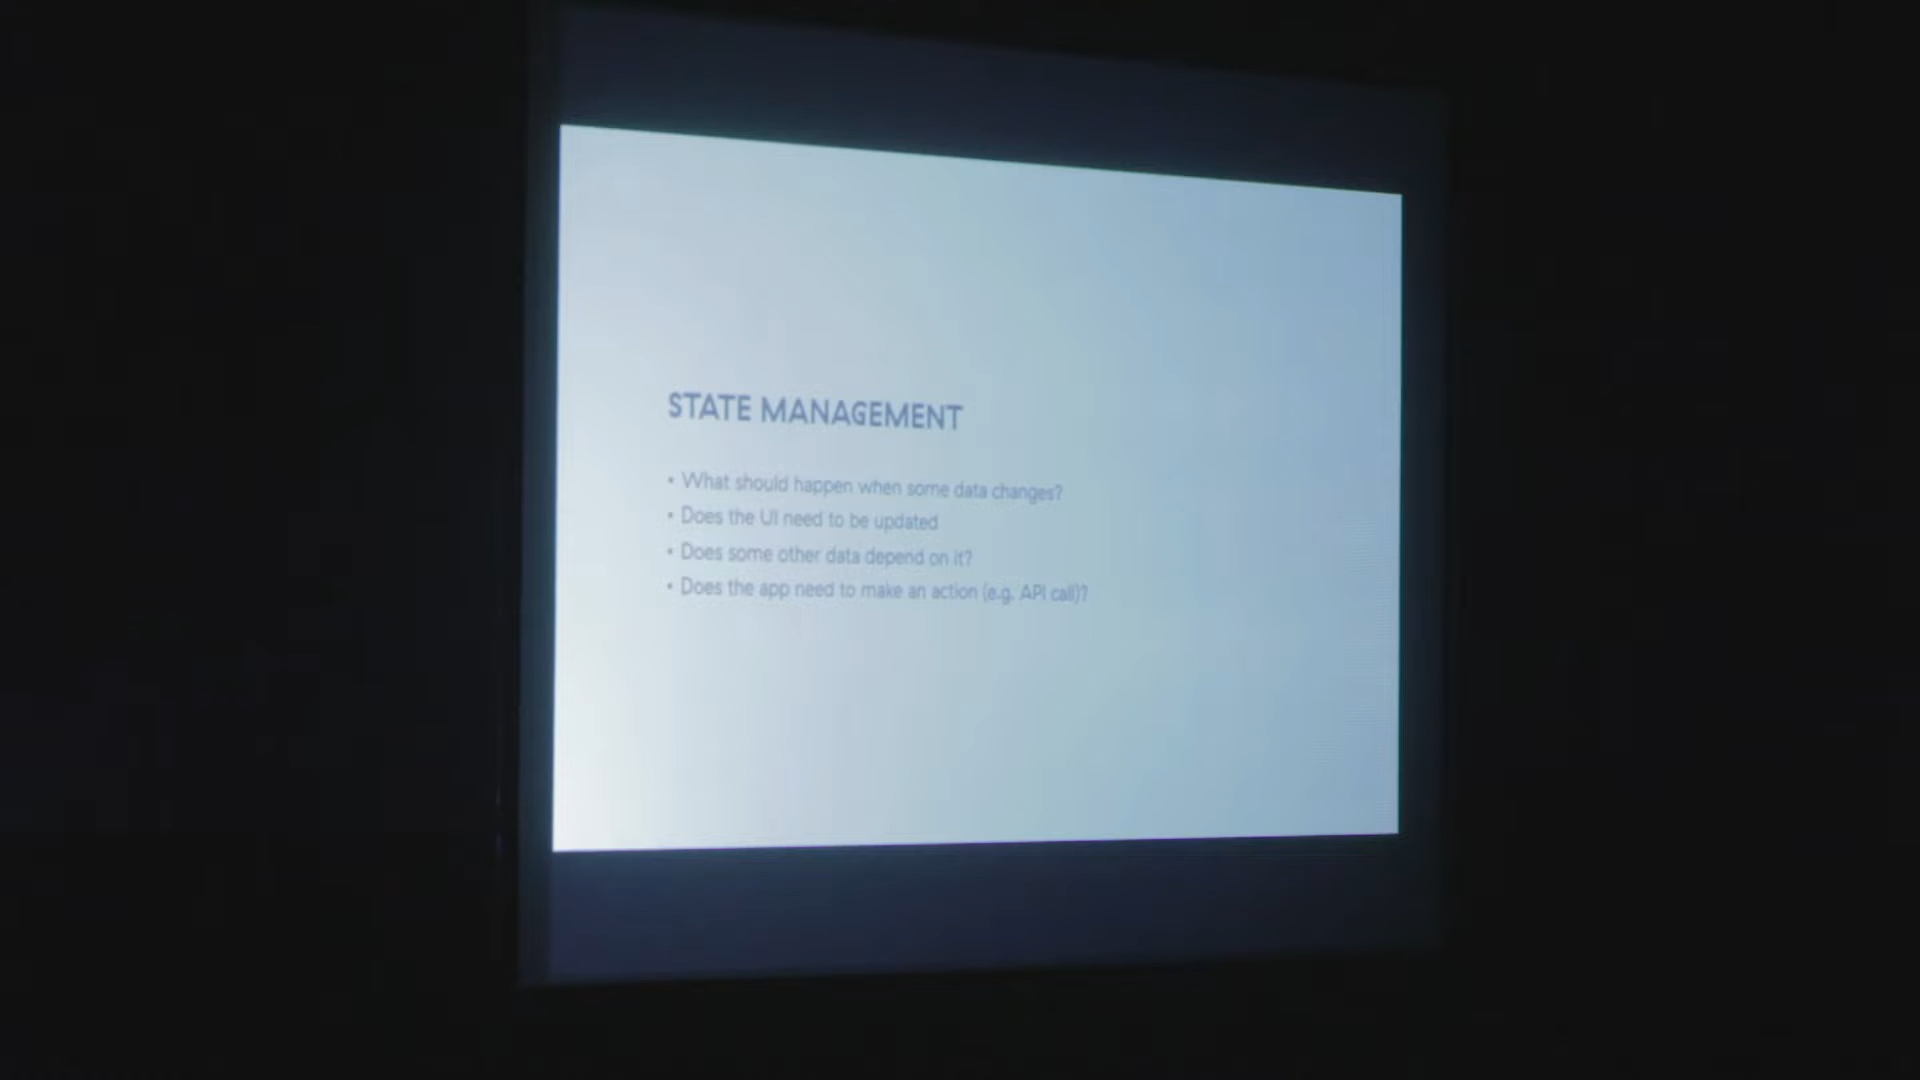 STATE MANAGEMENT
• What should happen when some data changes?
• Does the UI need to be updated
• Does some other data depend on it?
• Does the app need to make an action (e.g. API call)?